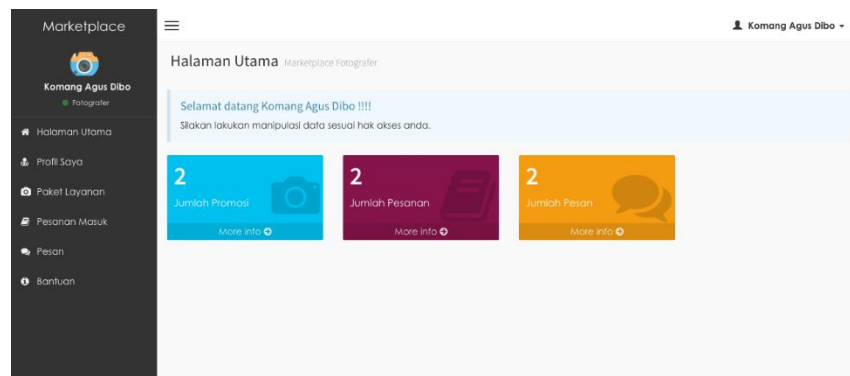 Marketplace
Komang Agus Dibo
Komang Agus Dibo
Fotografer
Halaman Utama
Profil Saya
Paket Layanan
Pesanan Masuk
Pesan
Bantuan
Halaman Utama Marketplace Fotografer
Selamat datang Komang Agus Dibo !!!!
Silakan lakukan manipulasi data sesuai hak akses anda.
2
Jumlah Promosi
More info
2
Jumlah Pesanan
More info
2
Jumlah Pesan
More info